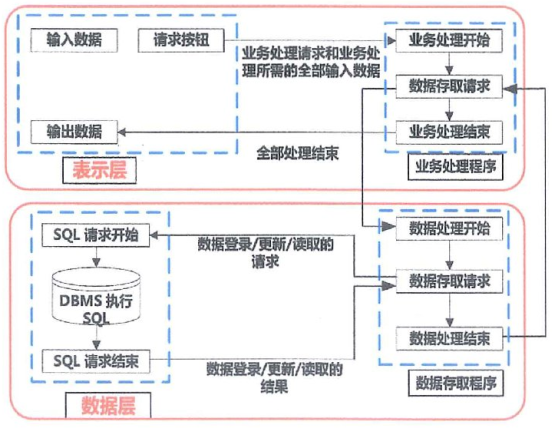 输入数据
请求按钮
业务处理开始
业务处理请求和业务处
理所需的全部输入数据
数据存取请求
输出数据
业务处理结束
全部处理结束
表示层
业务处理程序
SQL 请求开始
数据处理开始
数据登录/更新/读取的
请求
数据存取请求
DBMS 执行
SQL
数据处理结束
SQL 请求结束
数据登录/更新/读取的
结果
数据存取程序
数据层